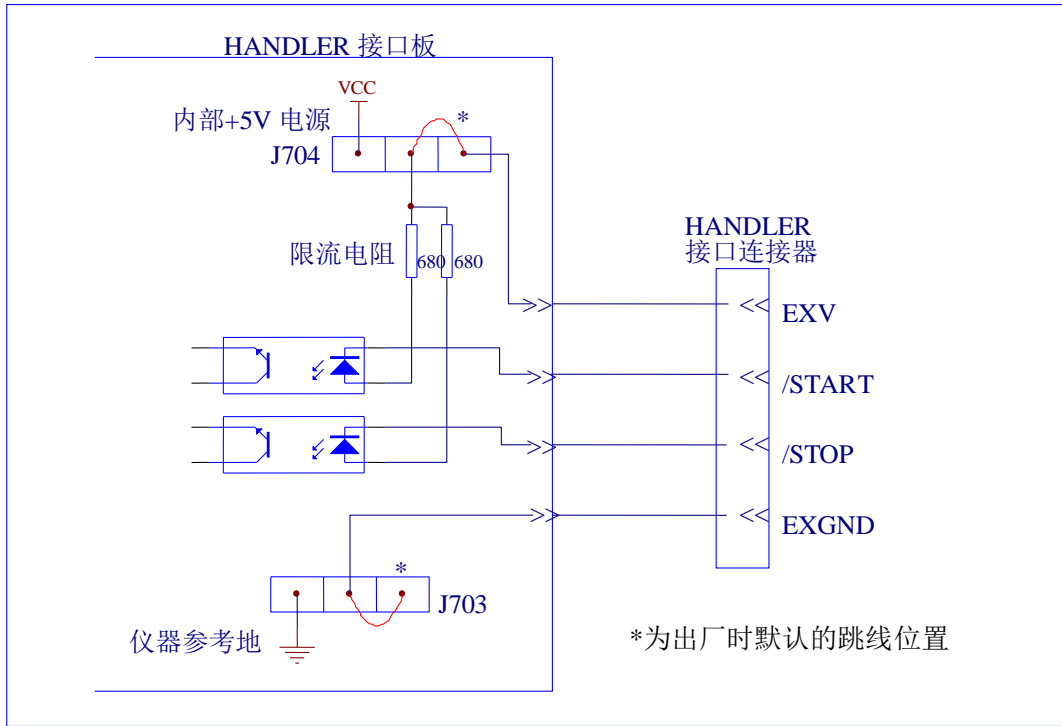 HANDLER 接口板
VCC
内部+5V 电源
*
J704
限流电阻
680
680
HANDLER
接口连接器
EXV
/START
/STOP
EXGND
*
J703
仪器参考地
*为出厂时默认的跳线位置